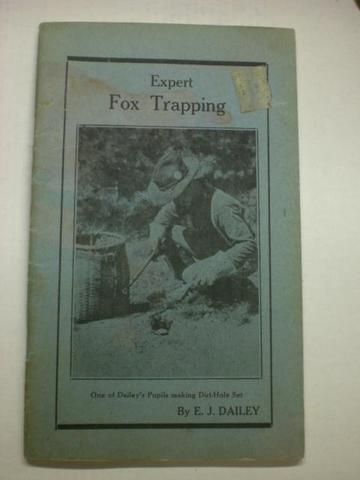 Expert
Fox Trapping
One of Dailey's Pupils making Dirt-Hole Set
By E. J. DAILEY